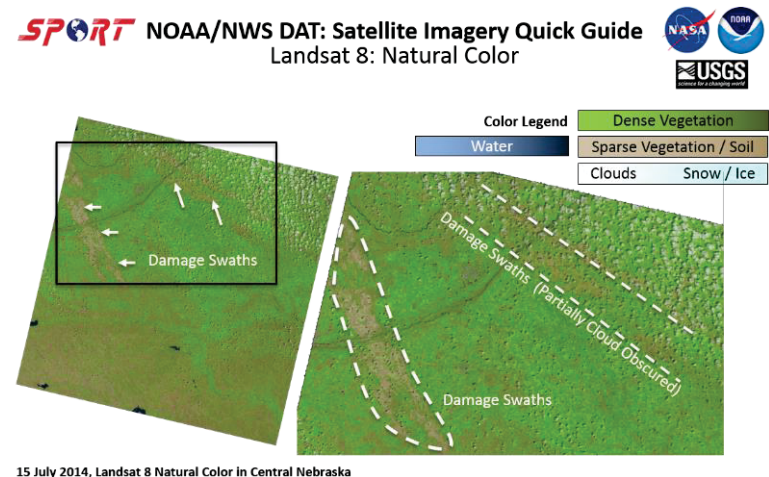 SPORT NOAA/NWS DAT: Satellite Imagery Quick Guide
Landsat 8: Natural Color
NASA
NOAA
USGS
science for a changing world
Color Legend
Dense Vegetation
Water
Sparse Vegetation / Soil
Clouds Snow / Ice
Damage Swaths
Damage Swaths (Partially Cloud Obscured)
Damage Swaths
15 July 2014, Landsat 8 Natural Color in Central Nebraska